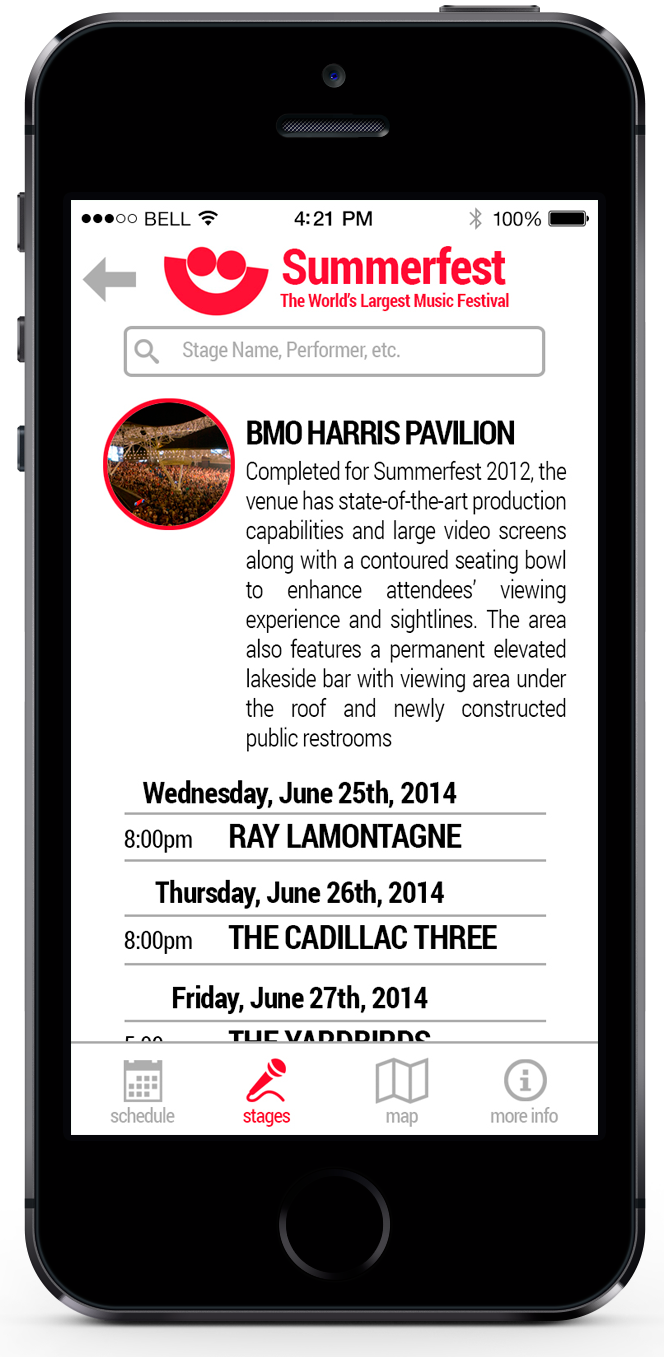 BELL 4:21 PM 100%
Summerfest
The World's Largest Music Festival
Stage Name, Performer, etc.
BMO HARRIS PAVILION
Completed for Summerfest 2012, the
venue has state-of-the-art production
capabilities and large video screens
along with a contoured seating bowl
to enhance attendees' viewing
experience and sightlines. The area
also features a permanent elevated
lakeside bar with viewing area under
the roof and newly constructed
public restrooms
Wednesday, June 25th, 2014
8:00pm RAY LAMONTAGNE
Thursday, June 26th, 2014
8:00pm THE CADILLAC THREE
Friday, June 27th, 2014
THE YARDBIRDS
schedule stages map more info